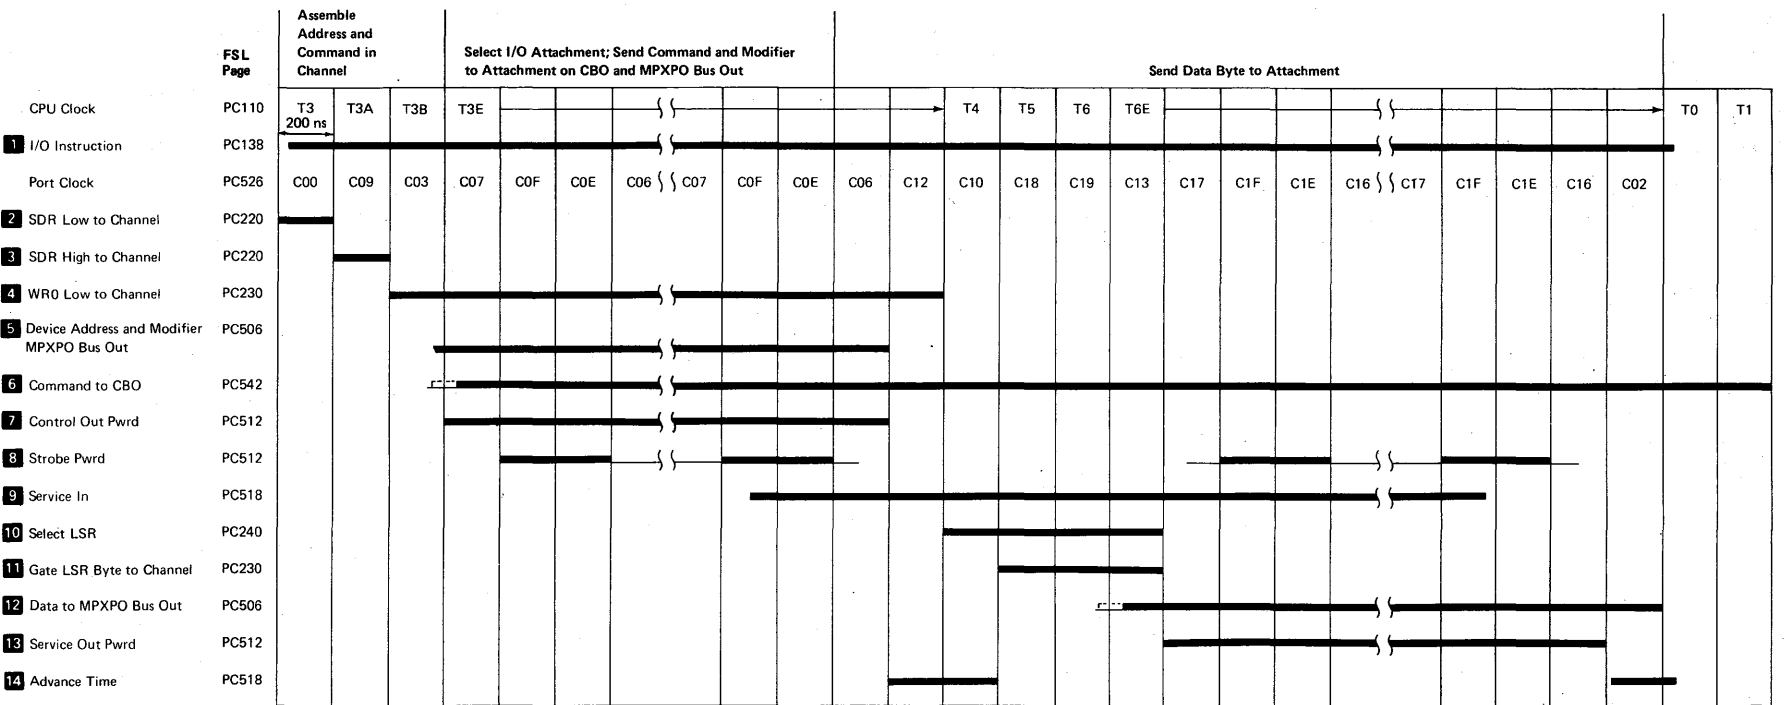 Assemble
Address and
Command in
Channel
FSL
Page
Select I/O Attachment; Send Command and Modifier
to Attachment on CBO and MPXPO Bus Out
Send Data Byte to Attachment
CPU Clock PC110 T3 T3A T3B T3E T4 T5 T6 T6E T0 T1
200 ns
1 I/O Instruction PC138
Port Clock PC526 C00 C09 C03 C07 C0F C0E C06 C07 C0F C0E C06 C12 C10 C18 C19 C13 C17 C1F C1E C16 C17 C1F C1E C16 C02
2 SDR Low to Channel PC220
3 SDR High to Channel PC220
4 WR0 Low to Channel PC230
5 Device Address and Modifier PC506
MPXPO Bus Out
6 Command to CBO PC542
7 Control Out Pwrd PC512
8 Strobe Pwrd PC512
9 Service In PC518
10 Select LSR PC240
11 Gate LSR Byte to Channel PC230
12 Data to MPXPO Bus Out PC506
13 Service Out Pwrd PC512
14 Advance Time PC518